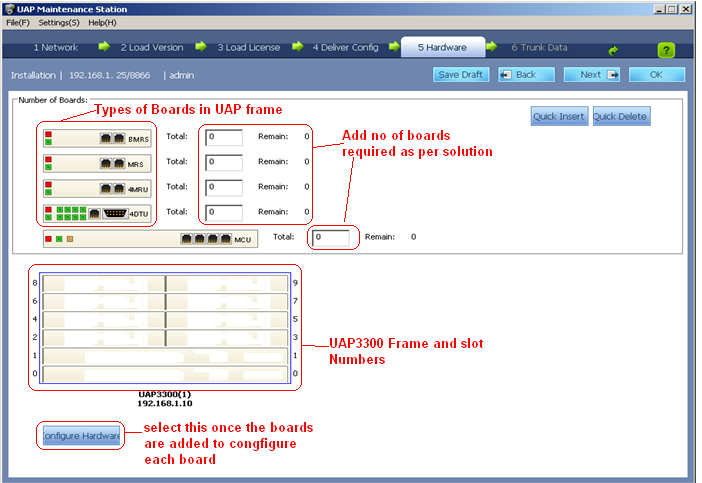 UAP Maintenance Station
File(F) Settings(S) Help(H)
1 Network 2 Load Version 3 Load License 4 Deliver Config 5 Hardware 6 Trunk Data ?
Installation | 192.168.1. 25/8866 | admin Save Draft Back Next OK
Number of Boards:
Types of Boards in UAP frame
Quick Insert Quick Delete
BMRS Total: 0 Remain: 0
MRS Total: 0 Remain: 0
4MRU Total: 0 Remain: 0
4DTU Total: 0 Remain: 0
MCU Total: 0 Remain: 0
Add no of boards
required as per solution
8 9
6 7
4 5
2 3
1 1
0 0
UAP3300 Frame and slot
Numbers
UAP3300(1)
192.168.1.10
Configure Hardware
select this once the boards
are added to congfigure
each board